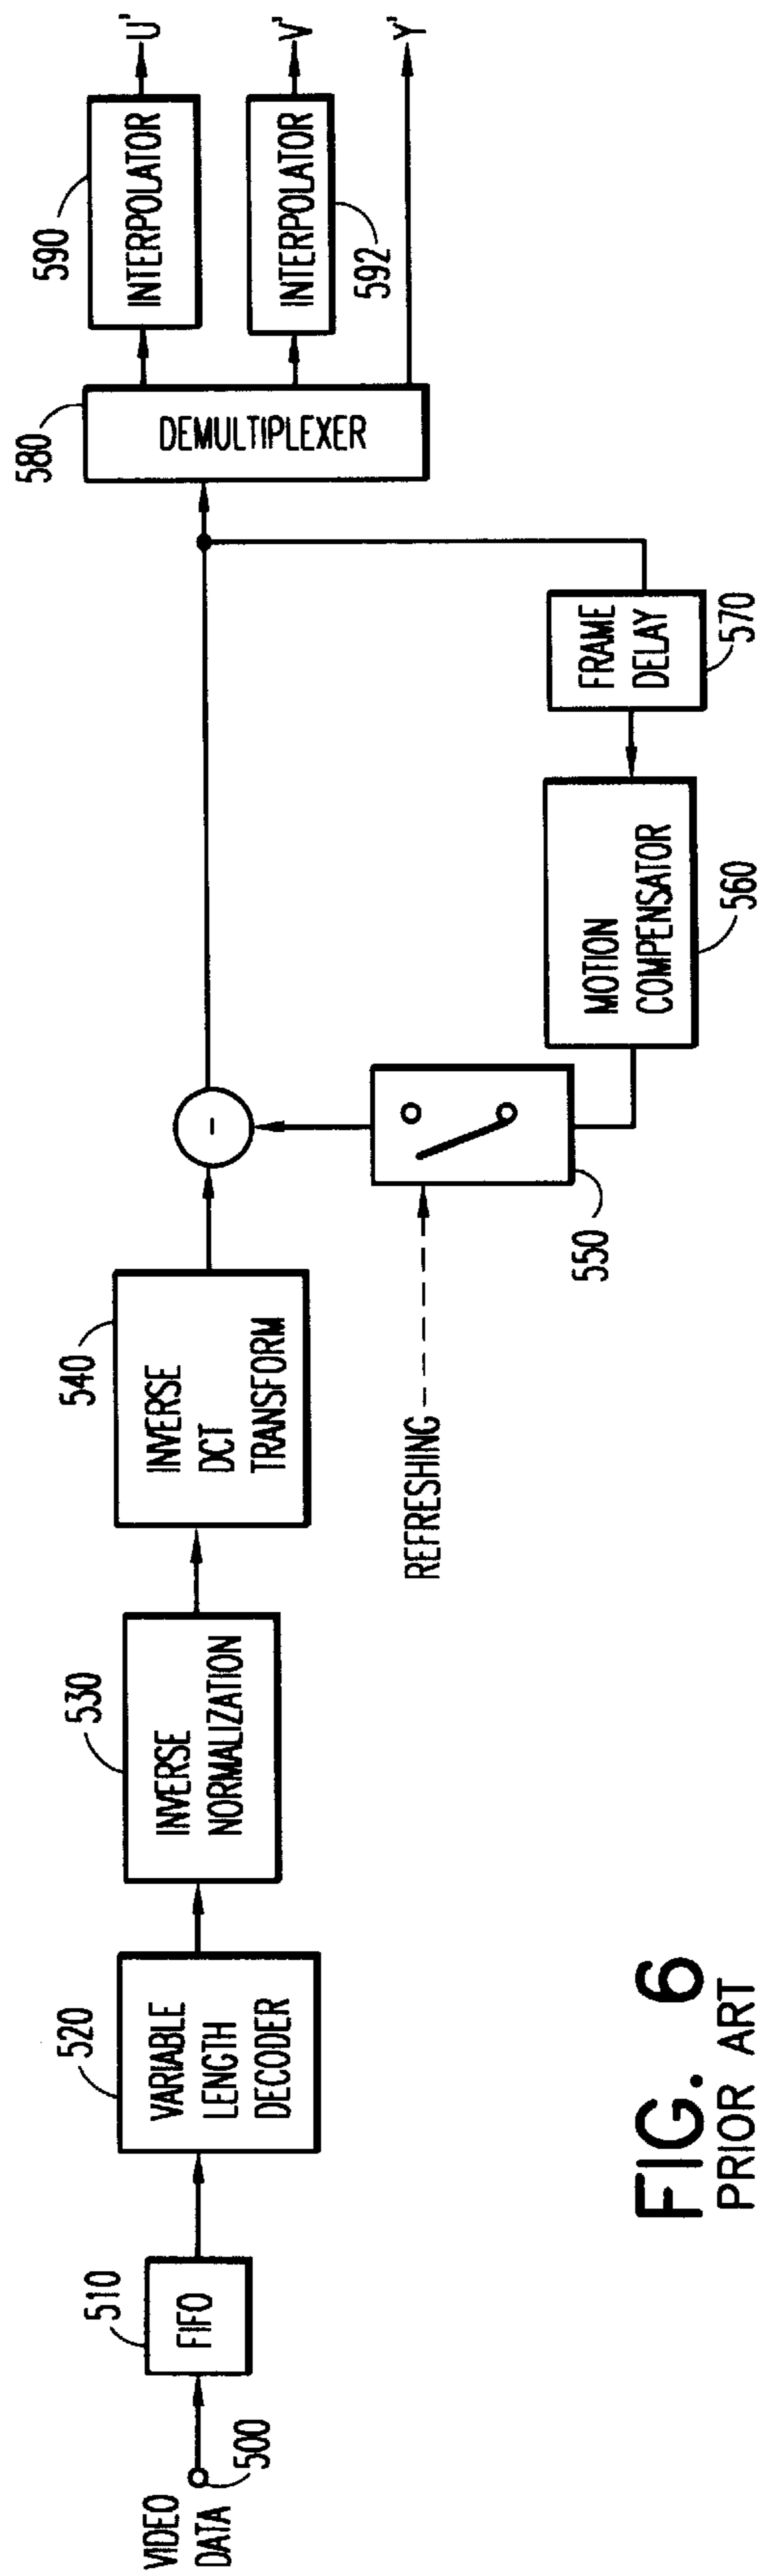 VIDEO
DATA
500
510
FIFO
520
VARIABLE
LENGTH
DECODER
530
INVERSE
NORMALIZATION
540
INVERSE
DCT
TRANSFORM
-
REFRESHING
550
MOTION
COMPENSATOR
560
FRAME
DELAY
570
580
DEMULTIPLEXER
590
INTERPOLATOR
U'
INTERPOLATOR
592
V'
Y'
FIG. 6
PRIOR ART